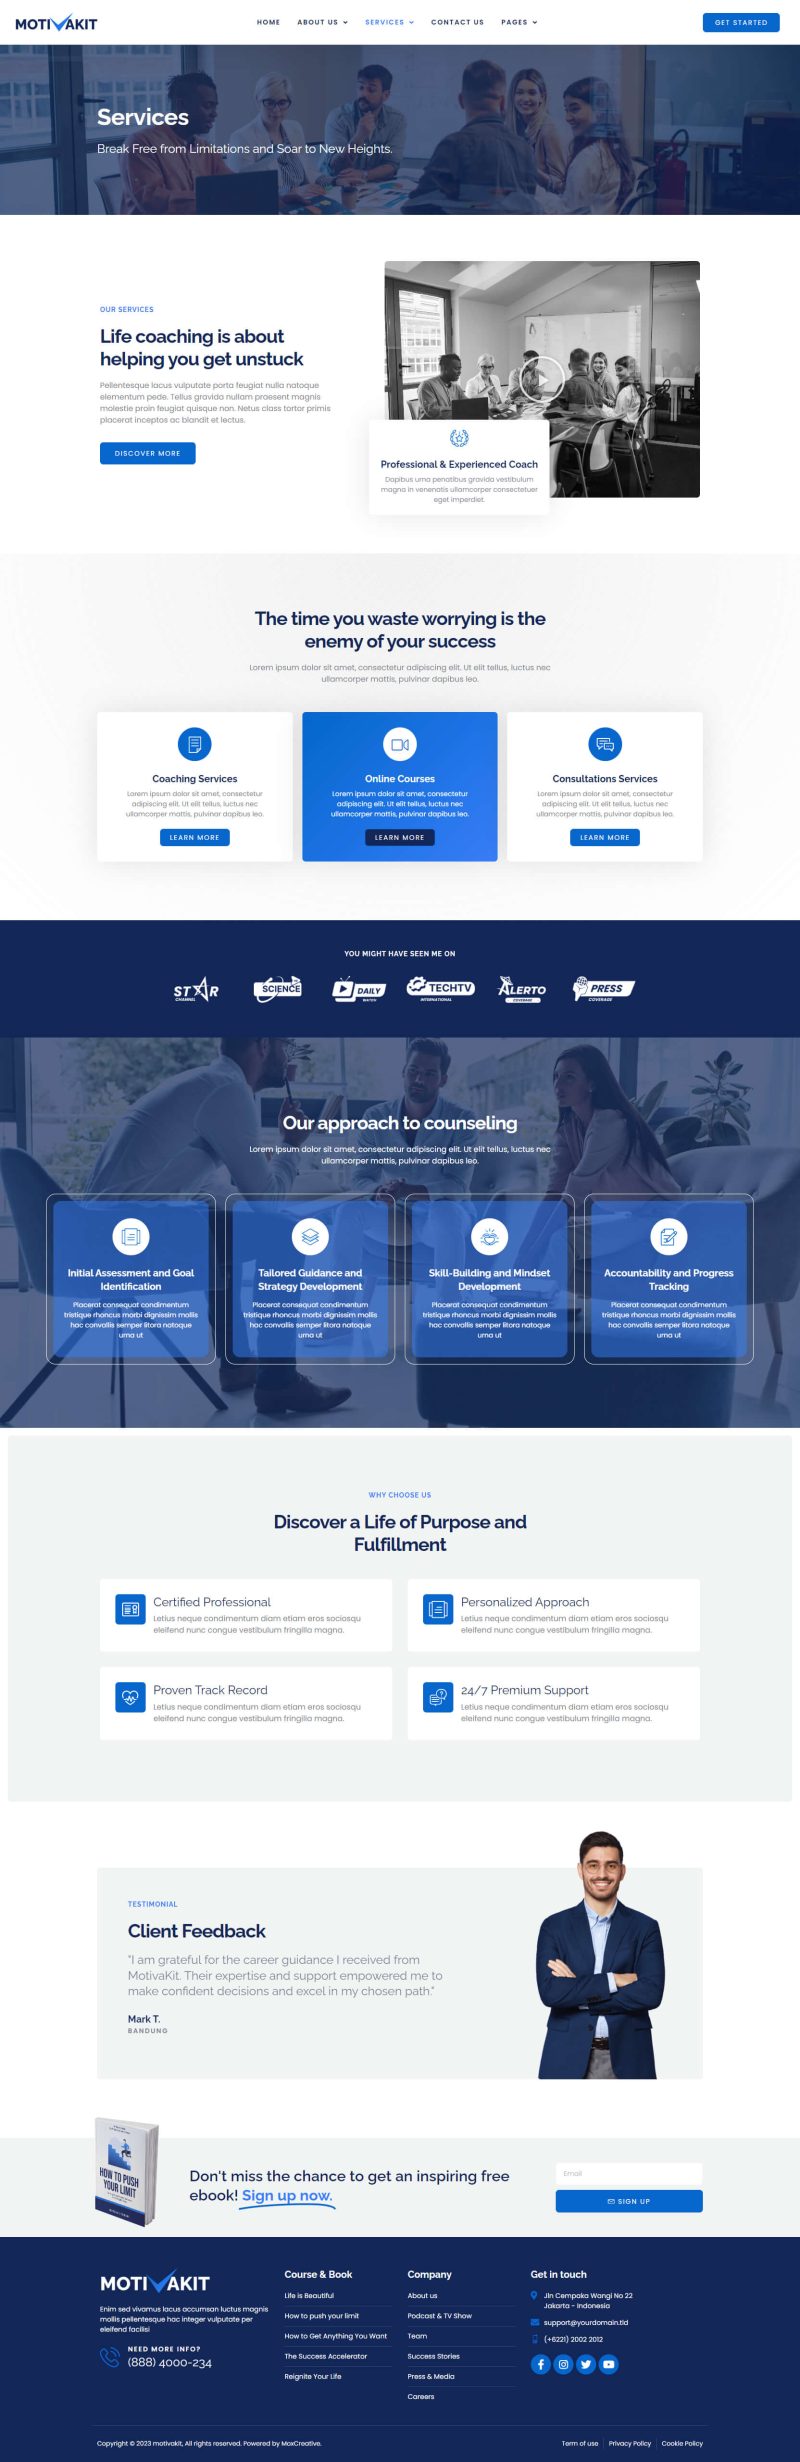 MOTIVAKIT
HOME
ABOUT US
SERVICES
CONTACT US
PAGES
GET STARTED
Services
Break Free from Limitations and Soar to New Heights.
OUR SERVICES
Life coaching is about
helping you get unstuck
Pellentesque lacus vulputate porta feugiat nulla natoque
elementum pede. Tellus gravida nullam praesent magnis
molestie proin feugiat quisque non. Netus class tortor primis
placerat inceptos ac blandit et lectus.
DISCOVER MORE
Professional & Experienced Coach
Dapibus urna penatibus gravida vestibulum
magna in venenatis ullamcorper consectetuer
eget imperdiet.
The time you waste worrying is the
enemy of your success
Lorem ipsum dolor sit amet, consectetur adipiscing elit. Ut elit tellus, luctus nec
ullamcorper mattis, pulvinar dapibus leo.
Coaching Services
Lorem ipsum dolor sit amet, consectetur
adipiscing elit. Ut elit tellus, luctus nec
ullamcorper mattis, pulvinar dapibus leo.
LEARN MORE
Online Courses
Lorem ipsum dolor sit amet, consectetur
adipiscing elit. Ut elit tellus, luctus nec
ullamcorper mattis, pulvinar dapibus leo.
LEARN MORE
Consultations Services
Lorem ipsum dolor sit amet, consectetur
adipiscing elit. Ut elit tellus, luctus nec
ullamcorper mattis, pulvinar dapibus leo.
LEARN MORE
YOU MIGHT HAVE SEEN ME ON
STAR
CHANNEL
SCIENCE
DAILY
WATCH
TECHTV
INTERNATIONAL
ALERTO
COVERAGE
PRESS
COVERAGE
Our approach to counseling
Lorem ipsum dolor sit amet, consectetur adipiscing elit. Ut elit tellus, luctus nec
ullamcorper mattis, pulvinar dapibus leo.
Initial Assessment and Goal
Identification
Placerat consequat condimentum
tristique rhoncus morbi dignissim mollis
hac convallis semper litora natoque
urna ut
Tailored Guidance and
Strategy Development
Placerat consequat condimentum
tristique rhoncus morbi dignissim mollis
hac convallis semper litora natoque
urna ut
Skill-Building and Mindset
Development
Placerat consequat condimentum
tristique rhoncus morbi dignissim mollis
hac convallis semper litora natoque
urna ut
Accountability and Progress
Tracking
Placerat consequat condimentum
tristique rhoncus morbi dignissim mollis
hac convallis semper litora natoque
urna ut
WHY CHOOSE US
Discover a Life of Purpose and
Fulfillment
Certified Professional
Letius neque condimentum diam etiam eros sociosqu
eleifend nunc congue vestibulum fringilla magna.
Personalized Approach
Letius neque condimentum diam etiam eros sociosqu
eleifend nunc congue vestibulum fringilla magna.
Proven Track Record
Letius neque condimentum diam etiam eros sociosqu
eleifend nunc congue vestibulum fringilla magna.
24/7 Premium Support
Letius neque condimentum diam etiam eros sociosqu
eleifend nunc congue vestibulum fringilla magna.
TESTIMONIAL
Client Feedback
"I am grateful for the career guidance I received from
MotivaKit. Their expertise and support empowered me to
make confident decisions and excel in my chosen path."
Mark T.
BANDUNG
HOW TO PUSH
YOUR LIMIT
Don't miss the chance to get an inspiring free
ebook! Sign up now.
Email
SIGN UP
MOTIVAKIT
Enim sed vivamus lacus accumsan luctus magnis
mollis pellentesque hac integer vulputate per
eleifend facilisi
NEED MORE INFO?
(888) 4000-234
Course & Book
Life is Beautiful
How to push your limit
How to Get Anything You Want
The Success Accelerator
Reignite Your Life
Company
About us
Podcast & TV Show
Team
Success Stories
Press & Media
Careers
Get in touch
Jln Cempaka Wangi No 22
Jakarta - Indonesia
support@yourdomain.tld
(+6221) 2002 2012
Copyright © 2023 motivakit, All rights reserved. Powered by MoxCreative.
Term of use
Privacy Policy
Cookie Policy